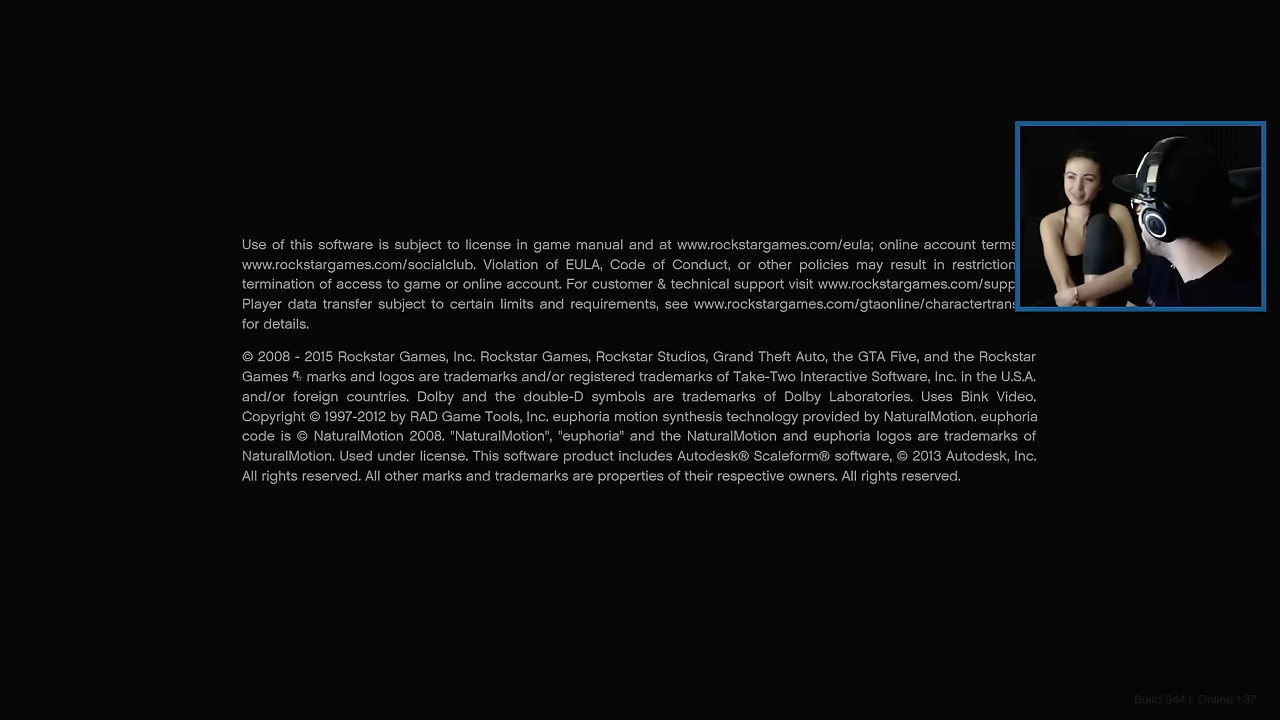 Use of this software is subject to license in game manual and at www.rockstargames.com/eula; online account terms
www.rockstargames.com/socialclub. Violation of EULA, Code of Conduct, or other policies may result in restriction
termination of access to game or online account. For customer & technical support visit www.rockstargames.com/supp
Player data transfer subject to certain limits and requirements, see www.rockstargames.com/gtaonline/charactertrans
for details.
© 2008 - 2015 Rockstar Games, Inc. Rockstar Games, Rockstar Studios, Grand Theft Auto, the GTA Five, and the Rockstar
Games R* marks and logos are trademarks and/or registered trademarks of Take-Two Interactive Software, Inc. in the U.S.A.
and/or foreign countries. Dolby and the double-D symbols are trademarks of Dolby Laboratories. Uses Bink Video.
Copyright © 1997-2012 by RAD Game Tools, Inc. euphoria motion synthesis technology provided by NaturalMotion. euphoria
code is © NaturalMotion 2008. "NaturalMotion", "euphoria" and the NaturalMotion and euphoria logos are trademarks of
NaturalMotion. Used under license. This software product includes Autodesk® Scaleform® software, © 2013 Autodesk, Inc.
All rights reserved. All other marks and trademarks are properties of their respective owners. All rights reserved.
Build 944.1, Online 1.37